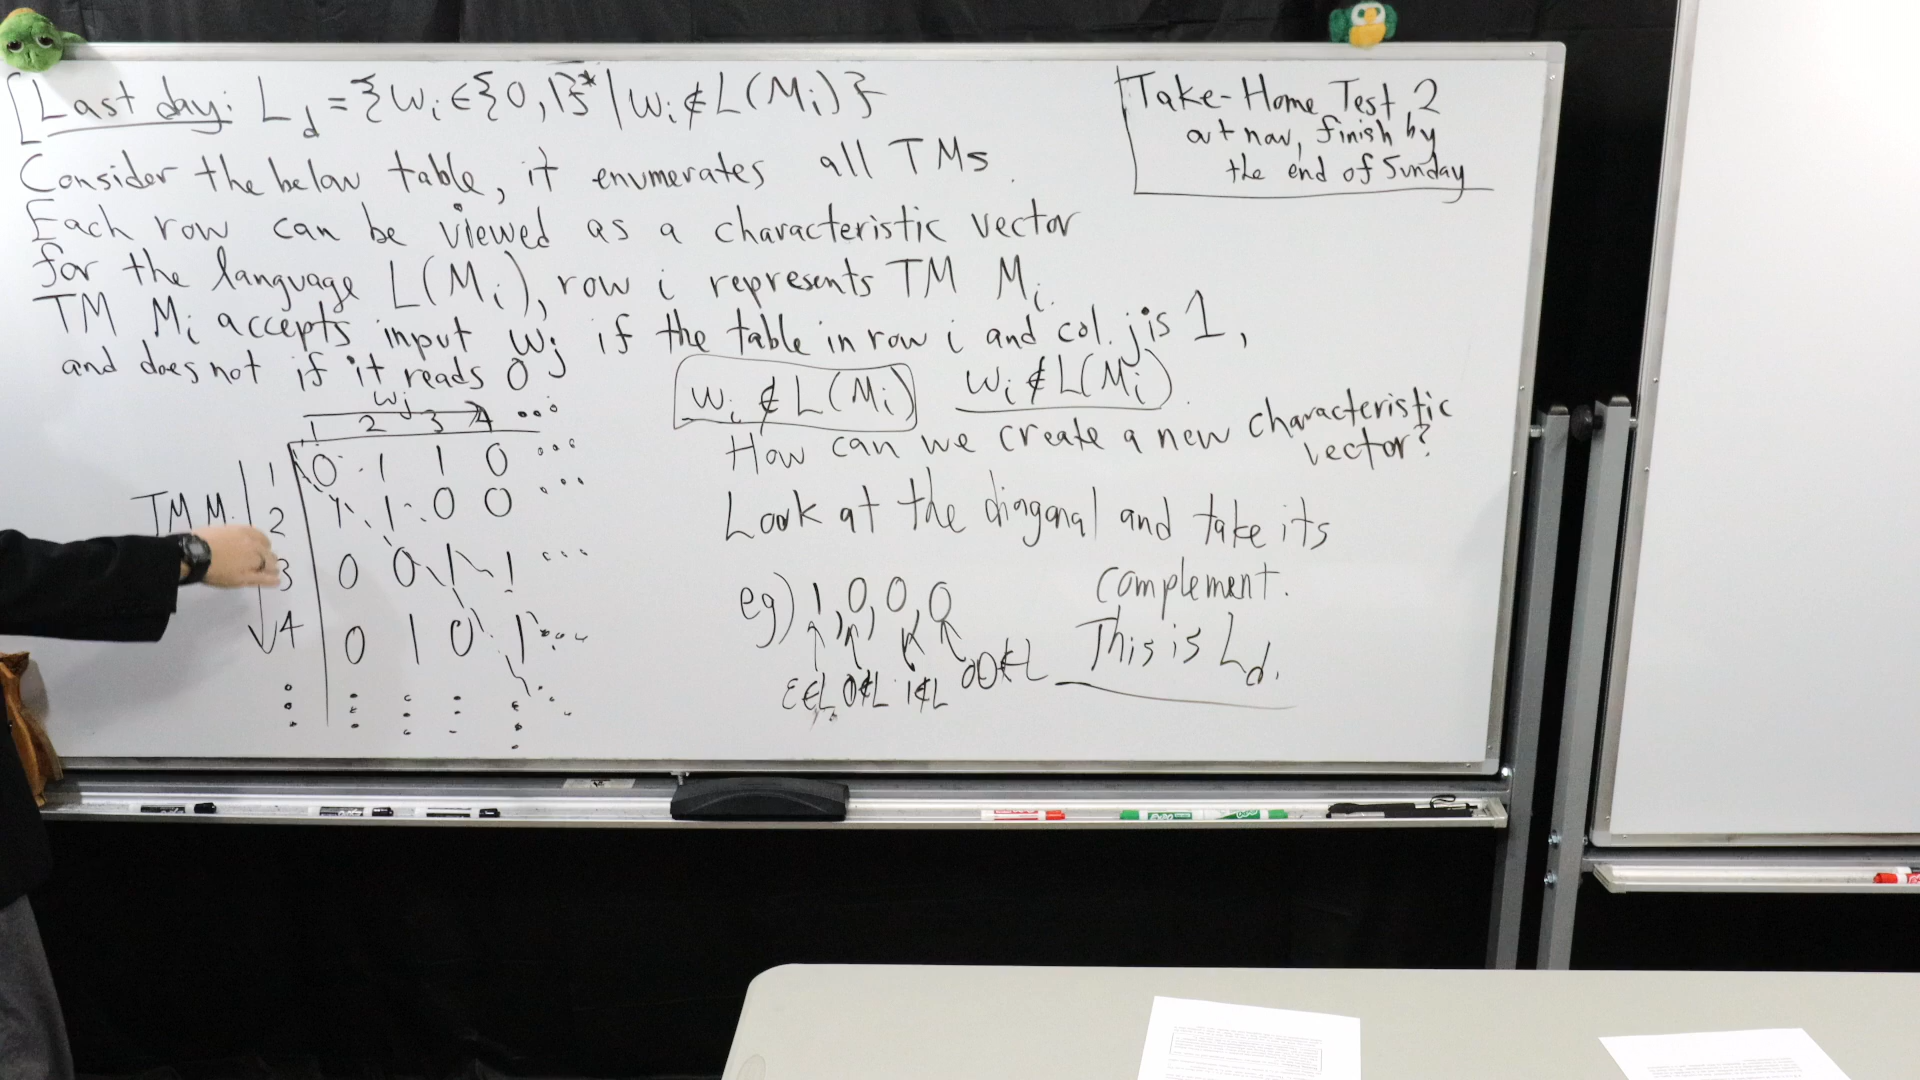 [Last day: L_d = {w_i ∈ {0,1}* | w_i ∉ L(M_i)}
Consider the below table, it enumerates all TMs.
Each row can be viewed as a characteristic vector
for the language L(M_i), row i represents TM M_i.
TM M_i accepts input w_j if the table in row i and col. j is 1,
and does not if it reads 0
Take-Home Test 2
out now, finish by
the end of Sunday
w_j
1 2 3 4 ...
1 0 1 1 0 ...
2 1 1 0 0 ...
3 0 0 1 1 ...
4 0 1 0 1 ...
TM M_i
w_i ∉ L(M_i) w_i ∉ L(M_i).
How can we create a new characteristic
vector?
Look at the diagonal and take its
complement.
eg) 1, 0, 0, 0
This is L_d.
ε∈L, 0∉L 1∉L 00∉L